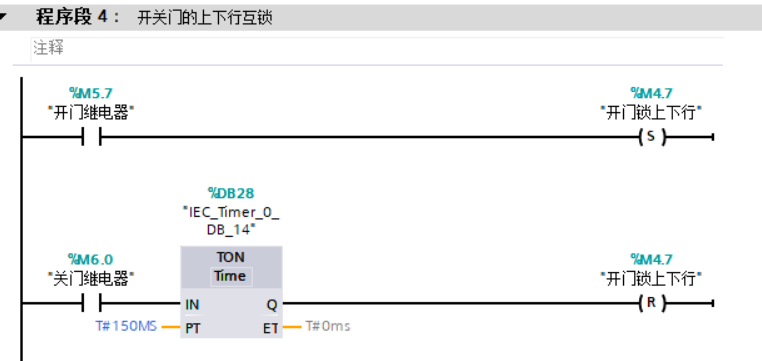 程序段 4： 开关门的上下行互锁
注释
%M5.7
"开门继电器"
%M4.7
"开门锁上下行"
S
%DB28
"IEC_Timer_0_
DB_14"
%M6.0
"关门继电器"
TON
Time
%M4.7
"开门锁上下行"
IN
Q
R
T#150MS
PT
ET
T#0ms